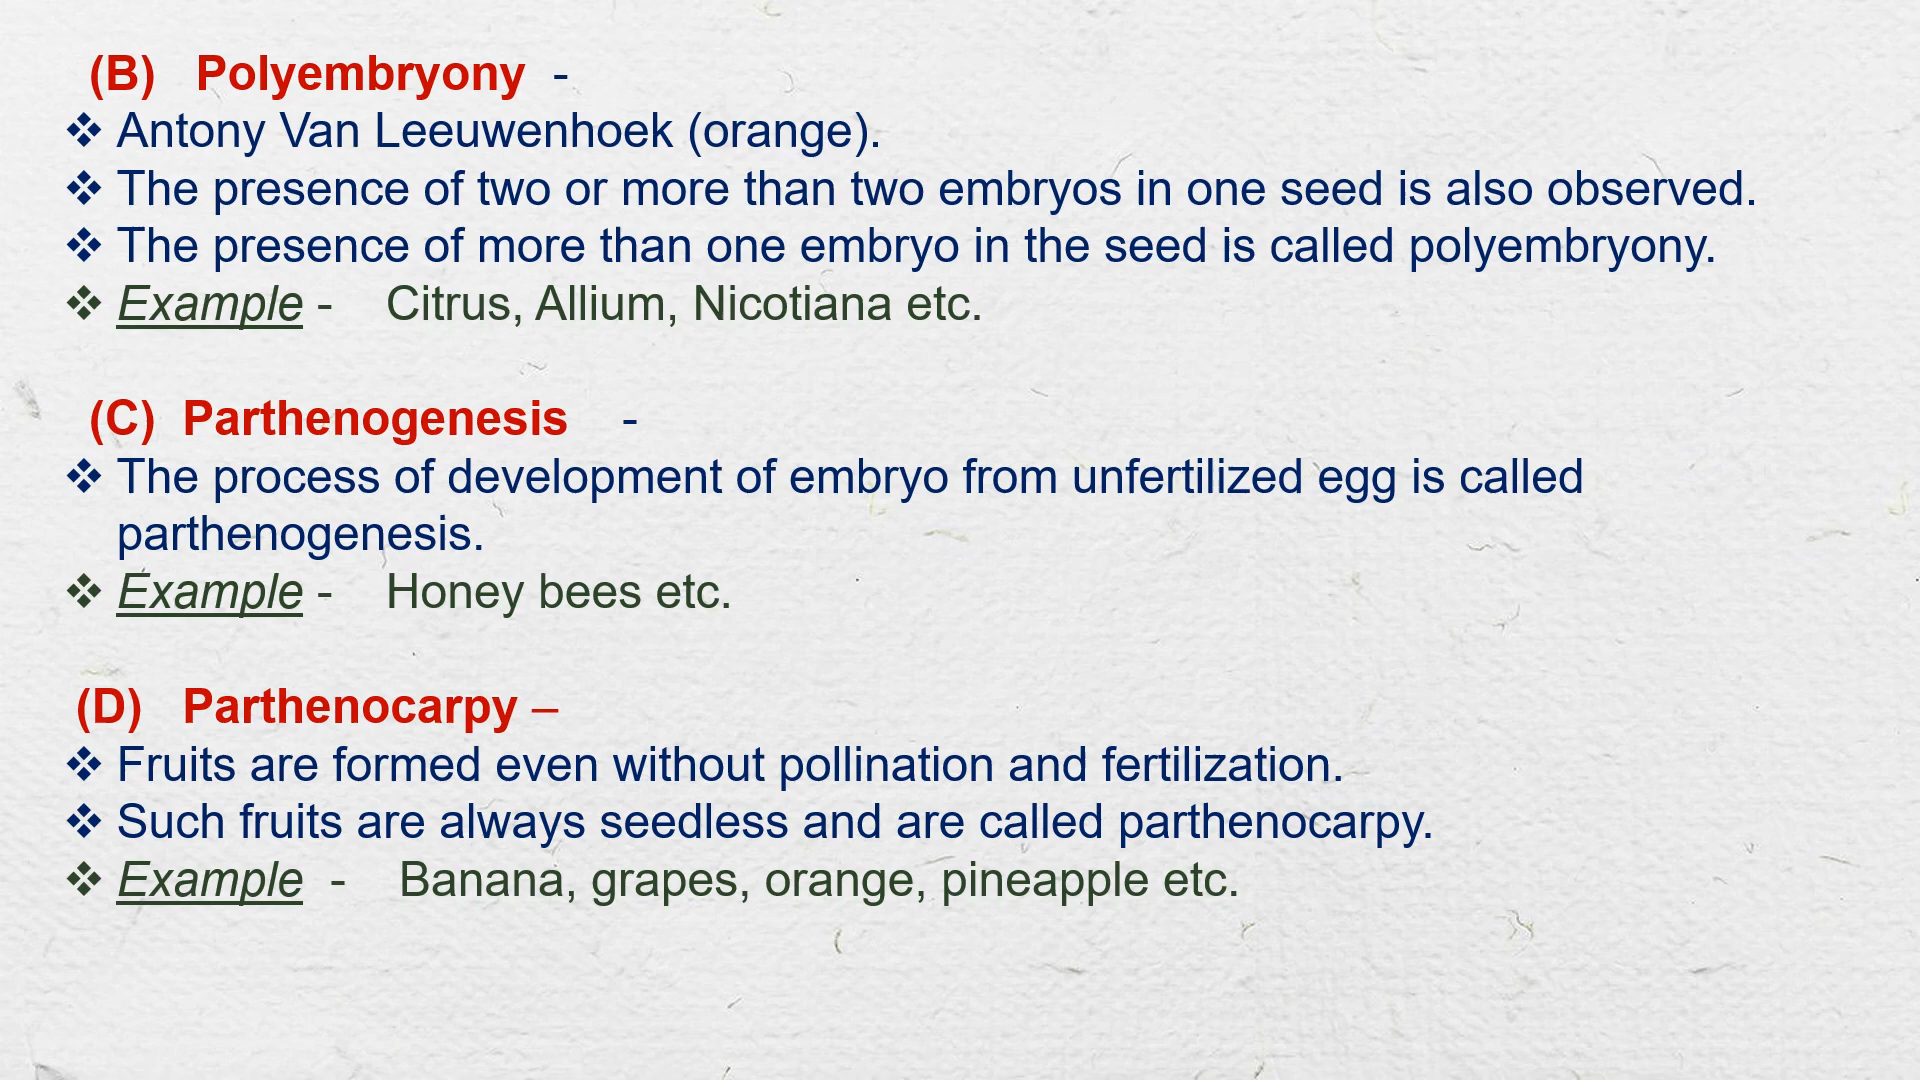 (B) Polyembryony -
❖ Antony Van Leeuwenhoek (orange).
❖ The presence of two or more than two embryos in one seed is also observed.
❖ The presence of more than one embryo in the seed is called polyembryony.
❖ Example - Citrus, Allium, Nicotiana etc.
(C) Parthenogenesis -
❖ The process of development of embryo from unfertilized egg is called
parthenogenesis.
❖ Example - Honey bees etc.
(D) Parthenocarpy –
❖ Fruits are formed even without pollination and fertilization.
❖ Such fruits are always seedless and are called parthenocarpy.
❖ Example - Banana, grapes, orange, pineapple etc.